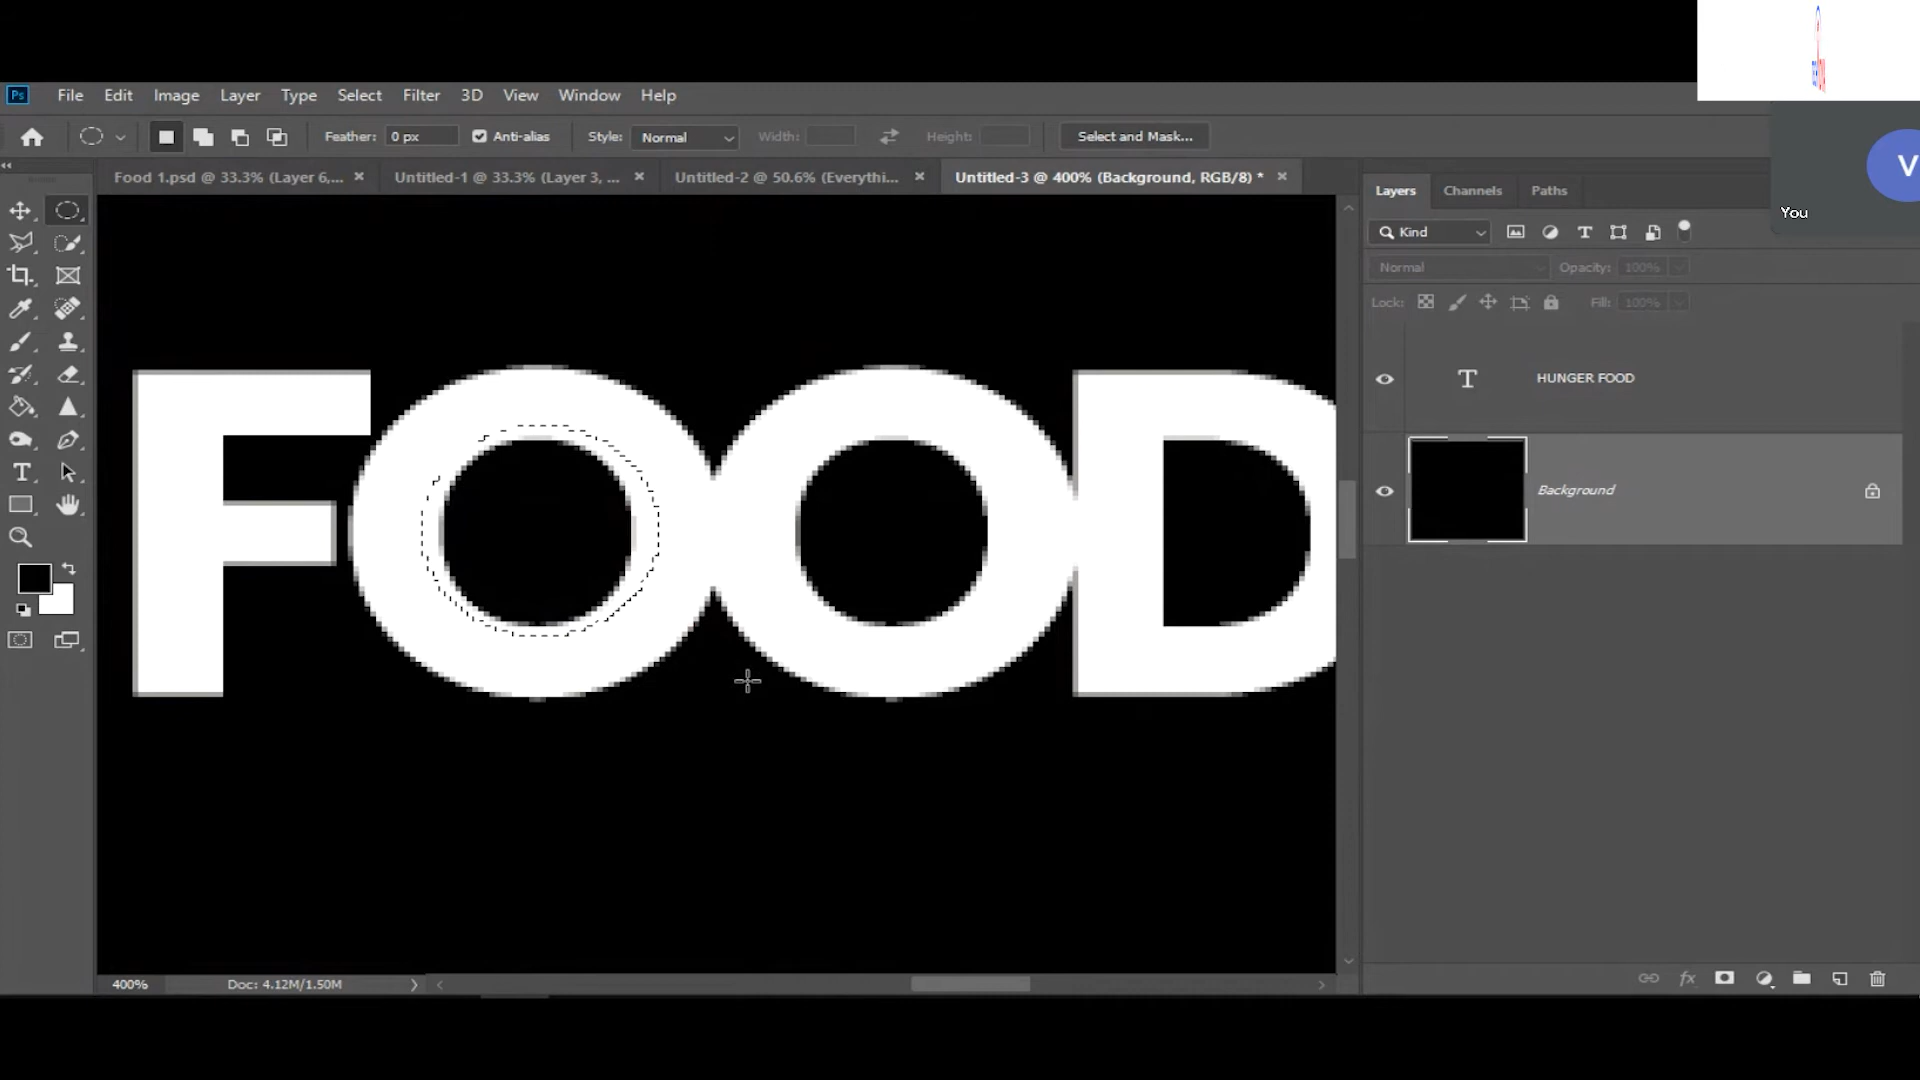 Ps File Edit Image Layer Type Select Filter 3D View Window Help
V
You
Feather: 0 px Anti-alias Style: Normal Width: Height: Select and Mask...
Food 1.psd @ 33.3% (Layer 6,... × Untitled-1 @ 33.3% (Layer 3, ... × Untitled-2 @ 50.6% (Everythi... × Untitled-3 @ 400% (Background, RGB/8) * ×
Layers Channels Paths
Kind
Normal Opacity: 100%
Lock: Fill: 100%
T HUNGER FOOD
Background
FOOD
400% Doc: 4.12M/1.50M
fx